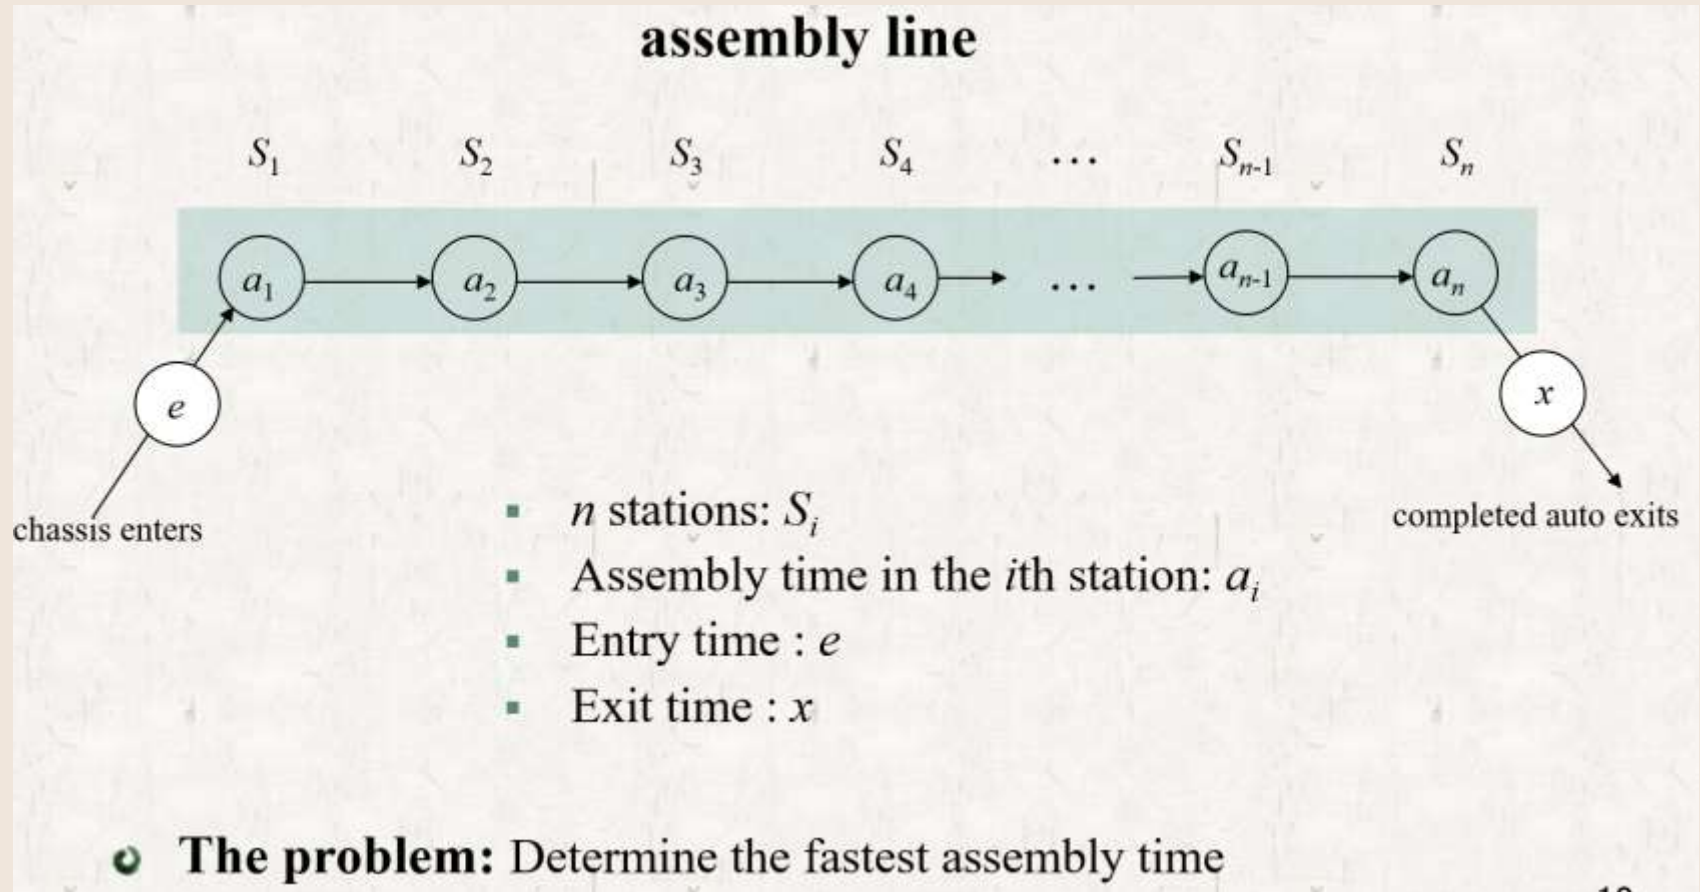 assembly line
S1 S2 S3 S4 ... Sn-1 Sn
a1 a2 a3 a4 ... an-1 an
e
x
chassis enters
completed auto exits
n stations: Si
Assembly time in the ith station: ai
Entry time : e
Exit time : x
The problem: Determine the fastest assembly time